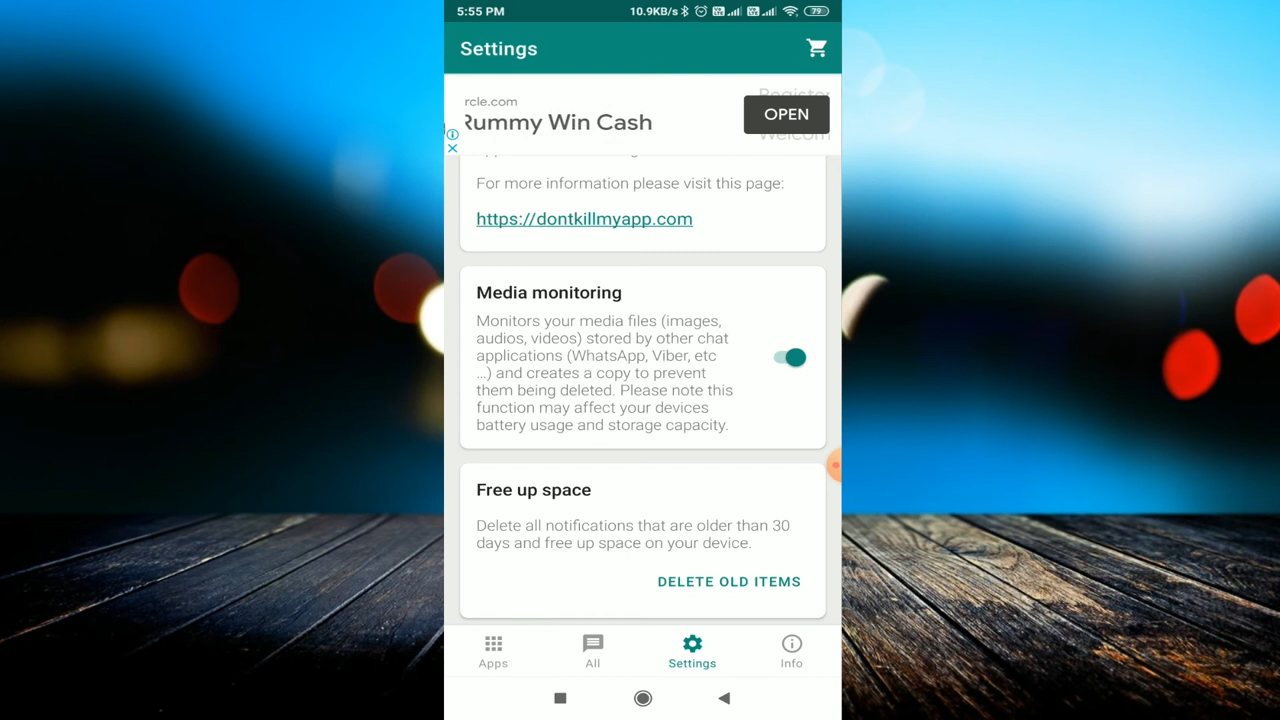 5:55 PM
10.9KB/s
79
Settings
rcle.com
Rummy Win Cash
OPEN
For more information please visit this page:
https://dontkillmyapp.com
Media monitoring
Monitors your media files (images,
audios, videos) stored by other chat
applications (WhatsApp, Viber, etc
...) and creates a copy to prevent
them being deleted. Please note this
function may affect your devices
battery usage and storage capacity.
Free up space
Delete all notifications that are older than 30
days and free up space on your device.
DELETE OLD ITEMS
Apps
All
Settings
Info